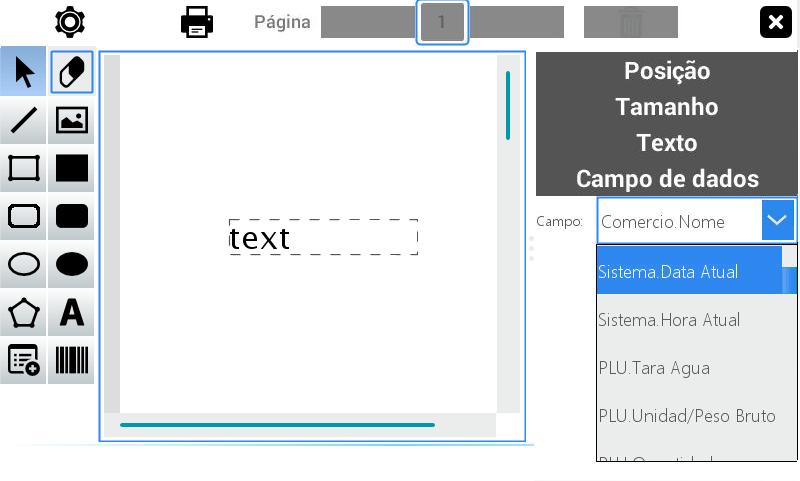 Página
1
Posição
Tamanho
Texto
Campo de dados
Campo:
Comercio.Nome
text
Sistema.Data Atual
Sistema.Hora Atual
PLU.Tara Agua
PLU.Unidad/Peso Bruto
A